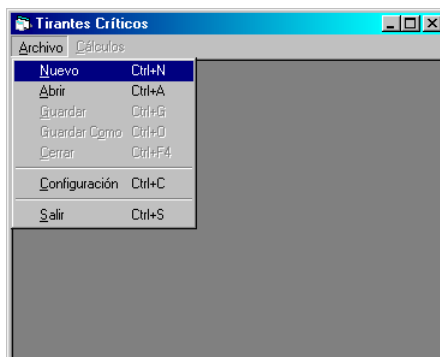 Tirantes Críticos
Archivo Cálculos
Nuevo Ctrl+N
Abrir Ctrl+A
Guardar Ctrl+G
Guardar Como Ctrl+O
Cerrar Ctrl+F4
Configuración Ctrl+C
Salir Ctrl+S